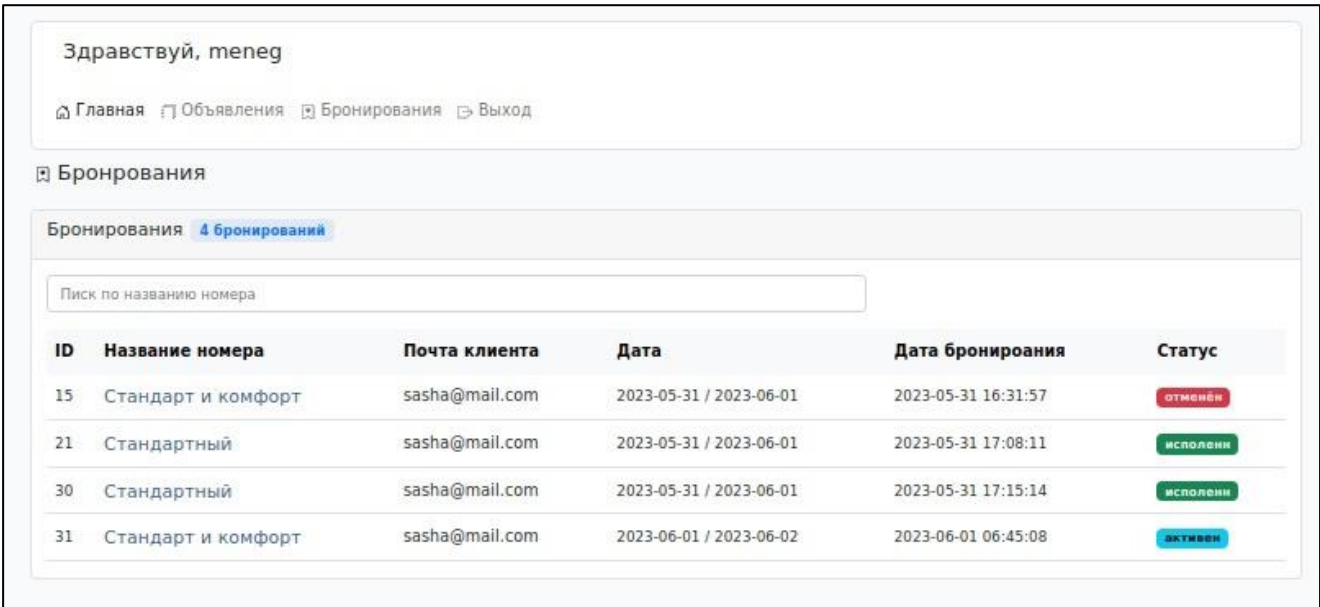 Здравствуй, meneg
Главная Объявления Бронирования Выход
Бронрования
Бронирования 4 бронирований
Писк по названию номера
ID Название номера Почта клиента Дата Дата бронироания Статус
15 Стандарт и комфорт sasha@mail.com 2023-05-31 / 2023-06-01 2023-05-31 16:31:57 отменён
21 Стандартный sasha@mail.com 2023-05-31 / 2023-06-01 2023-05-31 17:08:11 исполенн
30 Стандартный sasha@mail.com 2023-05-31 / 2023-06-01 2023-05-31 17:15:14 исполенн
31 Стандарт и комфорт sasha@mail.com 2023-06-01 / 2023-06-02 2023-06-01 06:45:08 активен